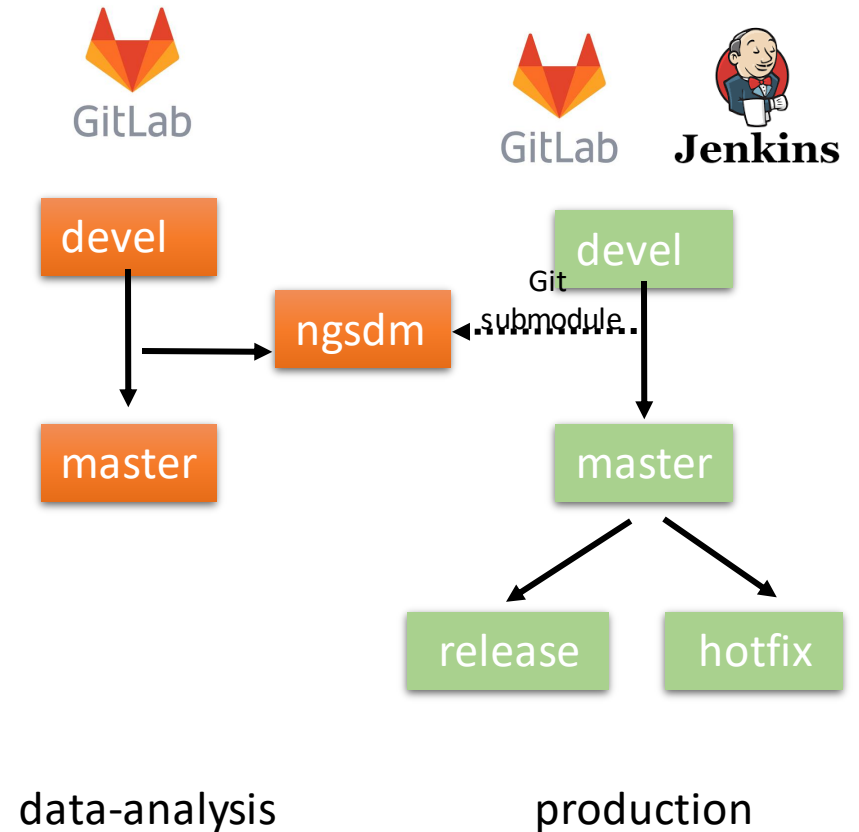 GitLab
GitLab
Jenkins
devel
devel
Git
submodule
ngsdm
master
master
release
hotfix
data-analysis
production